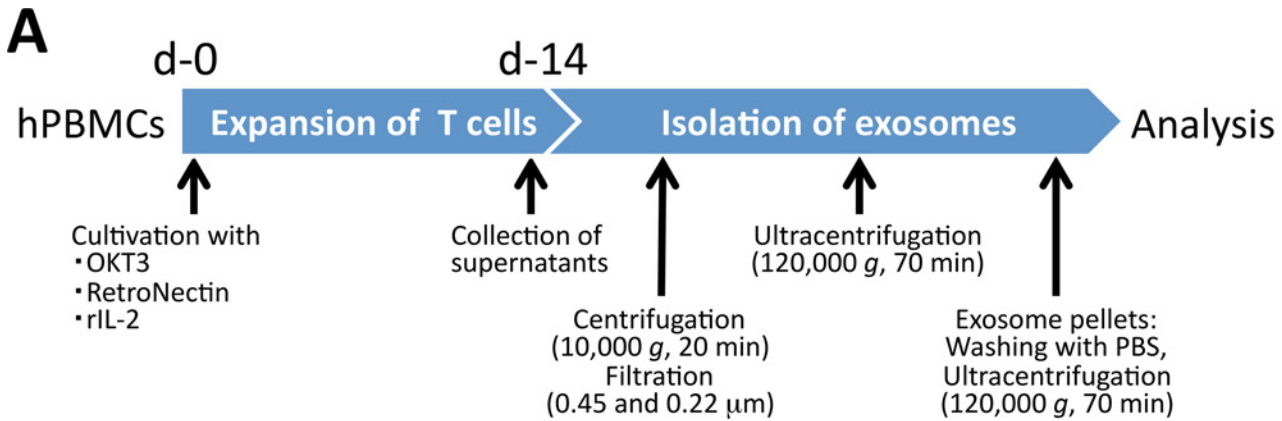 A
d-0
d-14
hPBMCs
Expansion of T cells
Isolation of exosomes
Analysis
Cultivation with
・OKT3
・RetroNectin
・rIL-2
Collection of
supernatants
Centrifugation
(10,000 g, 20 min)
Filtration
(0.45 and 0.22 μm)
Ultracentrifugation
(120,000 g, 70 min)
Exosome pellets:
Washing with PBS,
Ultracentrifugation
(120,000 g, 70 min)